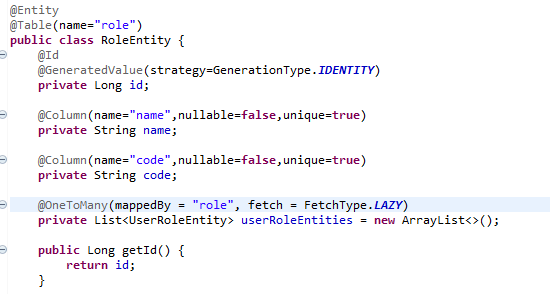 @Entity
@Table(name="role")
public class RoleEntity {
    @Id
    @GeneratedValue(strategy=GenerationType.IDENTITY)
    private Long id;

    @Column(name="name",nullable=false,unique=true)
    private String name;

    @Column(name="code",nullable=false,unique=true)
    private String code;

    @OneToMany(mappedBy = "role", fetch = FetchType.LAZY)
    private List<UserRoleEntity> userRoleEntities = new ArrayList<>();

    public Long getId() {
        return id;
    }